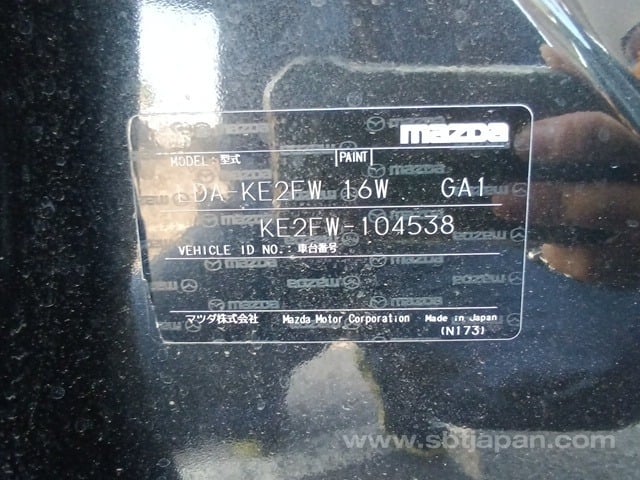 mazda
MODEL: 型式 PAINT
LDA-KE2FW 16W GA1
KE2FW-104538
VEHICLE ID NO.: 車台番号
マツダ株式会社 Mazda Motor Corporation Made in Japan
(N173)
www.sbtjapan.com